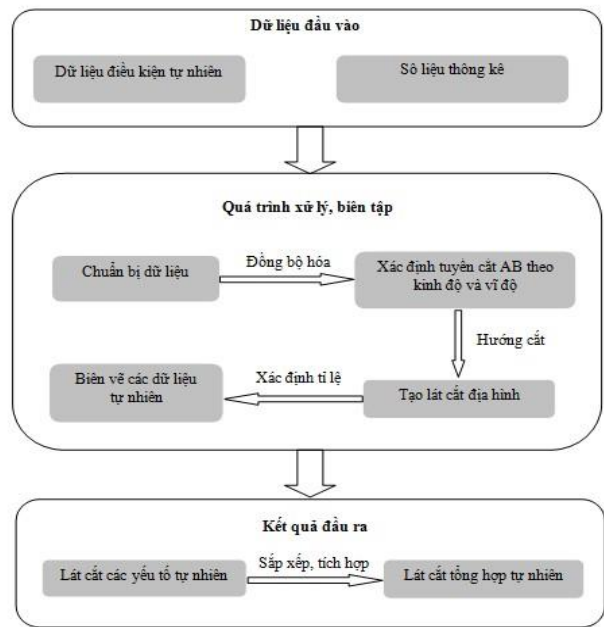 Dữ liệu đầu vào
Dữ liệu điều kiện tự nhiên
Số liệu thông kê
Quá trình xử lý, biên tập
Chuẩn bị dữ liệu
Đồng bộ hóa
Xác định tuyên cắt AB theo
kinh độ và vĩ độ
Hướng cắt
Biên vẽ các dữ liệu
tự nhiên
Xác định tỉ lệ
Tạo lát cắt địa hình
Kết quả đầu ra
Lát cắt các yếu tố tự nhiên
Sắp xếp, tích hợp
Lát cắt tổng hợp tự nhiên